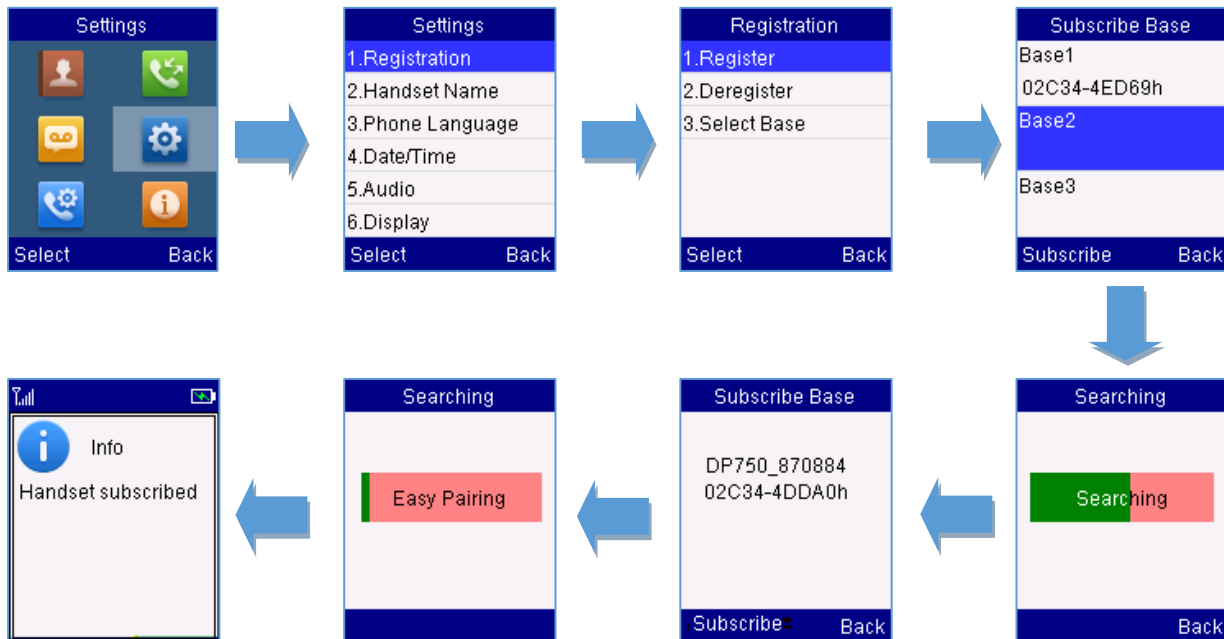 Settings
Select Back
Settings
1.Registration
2.Handset Name
3.Phone Language
4.Date/Time
5.Audio
6.Display
Select Back
Registration
1.Register
2.Deregister
3.Select Base
Select Back
Subscribe Base
Base1
02C34-4ED69h
Base2
Base3
Subscribe Back
Searching
Searching
Back
Subscribe Base
DP750_870884
02C34-4DDA0h
Subscribe Back
Searching
Easy Pairing
Info
Handset subscribed